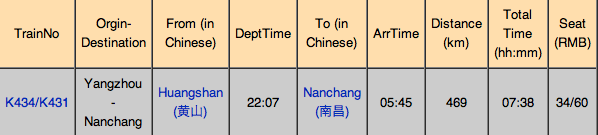 TrainNo
Orgin-
Destination
From (in
Chinese)
DeptTime
To (in
Chinese)
ArrTime
Distance
(km)
Total
Time
(hh:mm)
Seat
(RMB)
K434/K431
Yangzhou
-
Nanchang
Huangshan
(黄山)
22:07
Nanchang
(南昌)
05:45
469
07:38
34/60